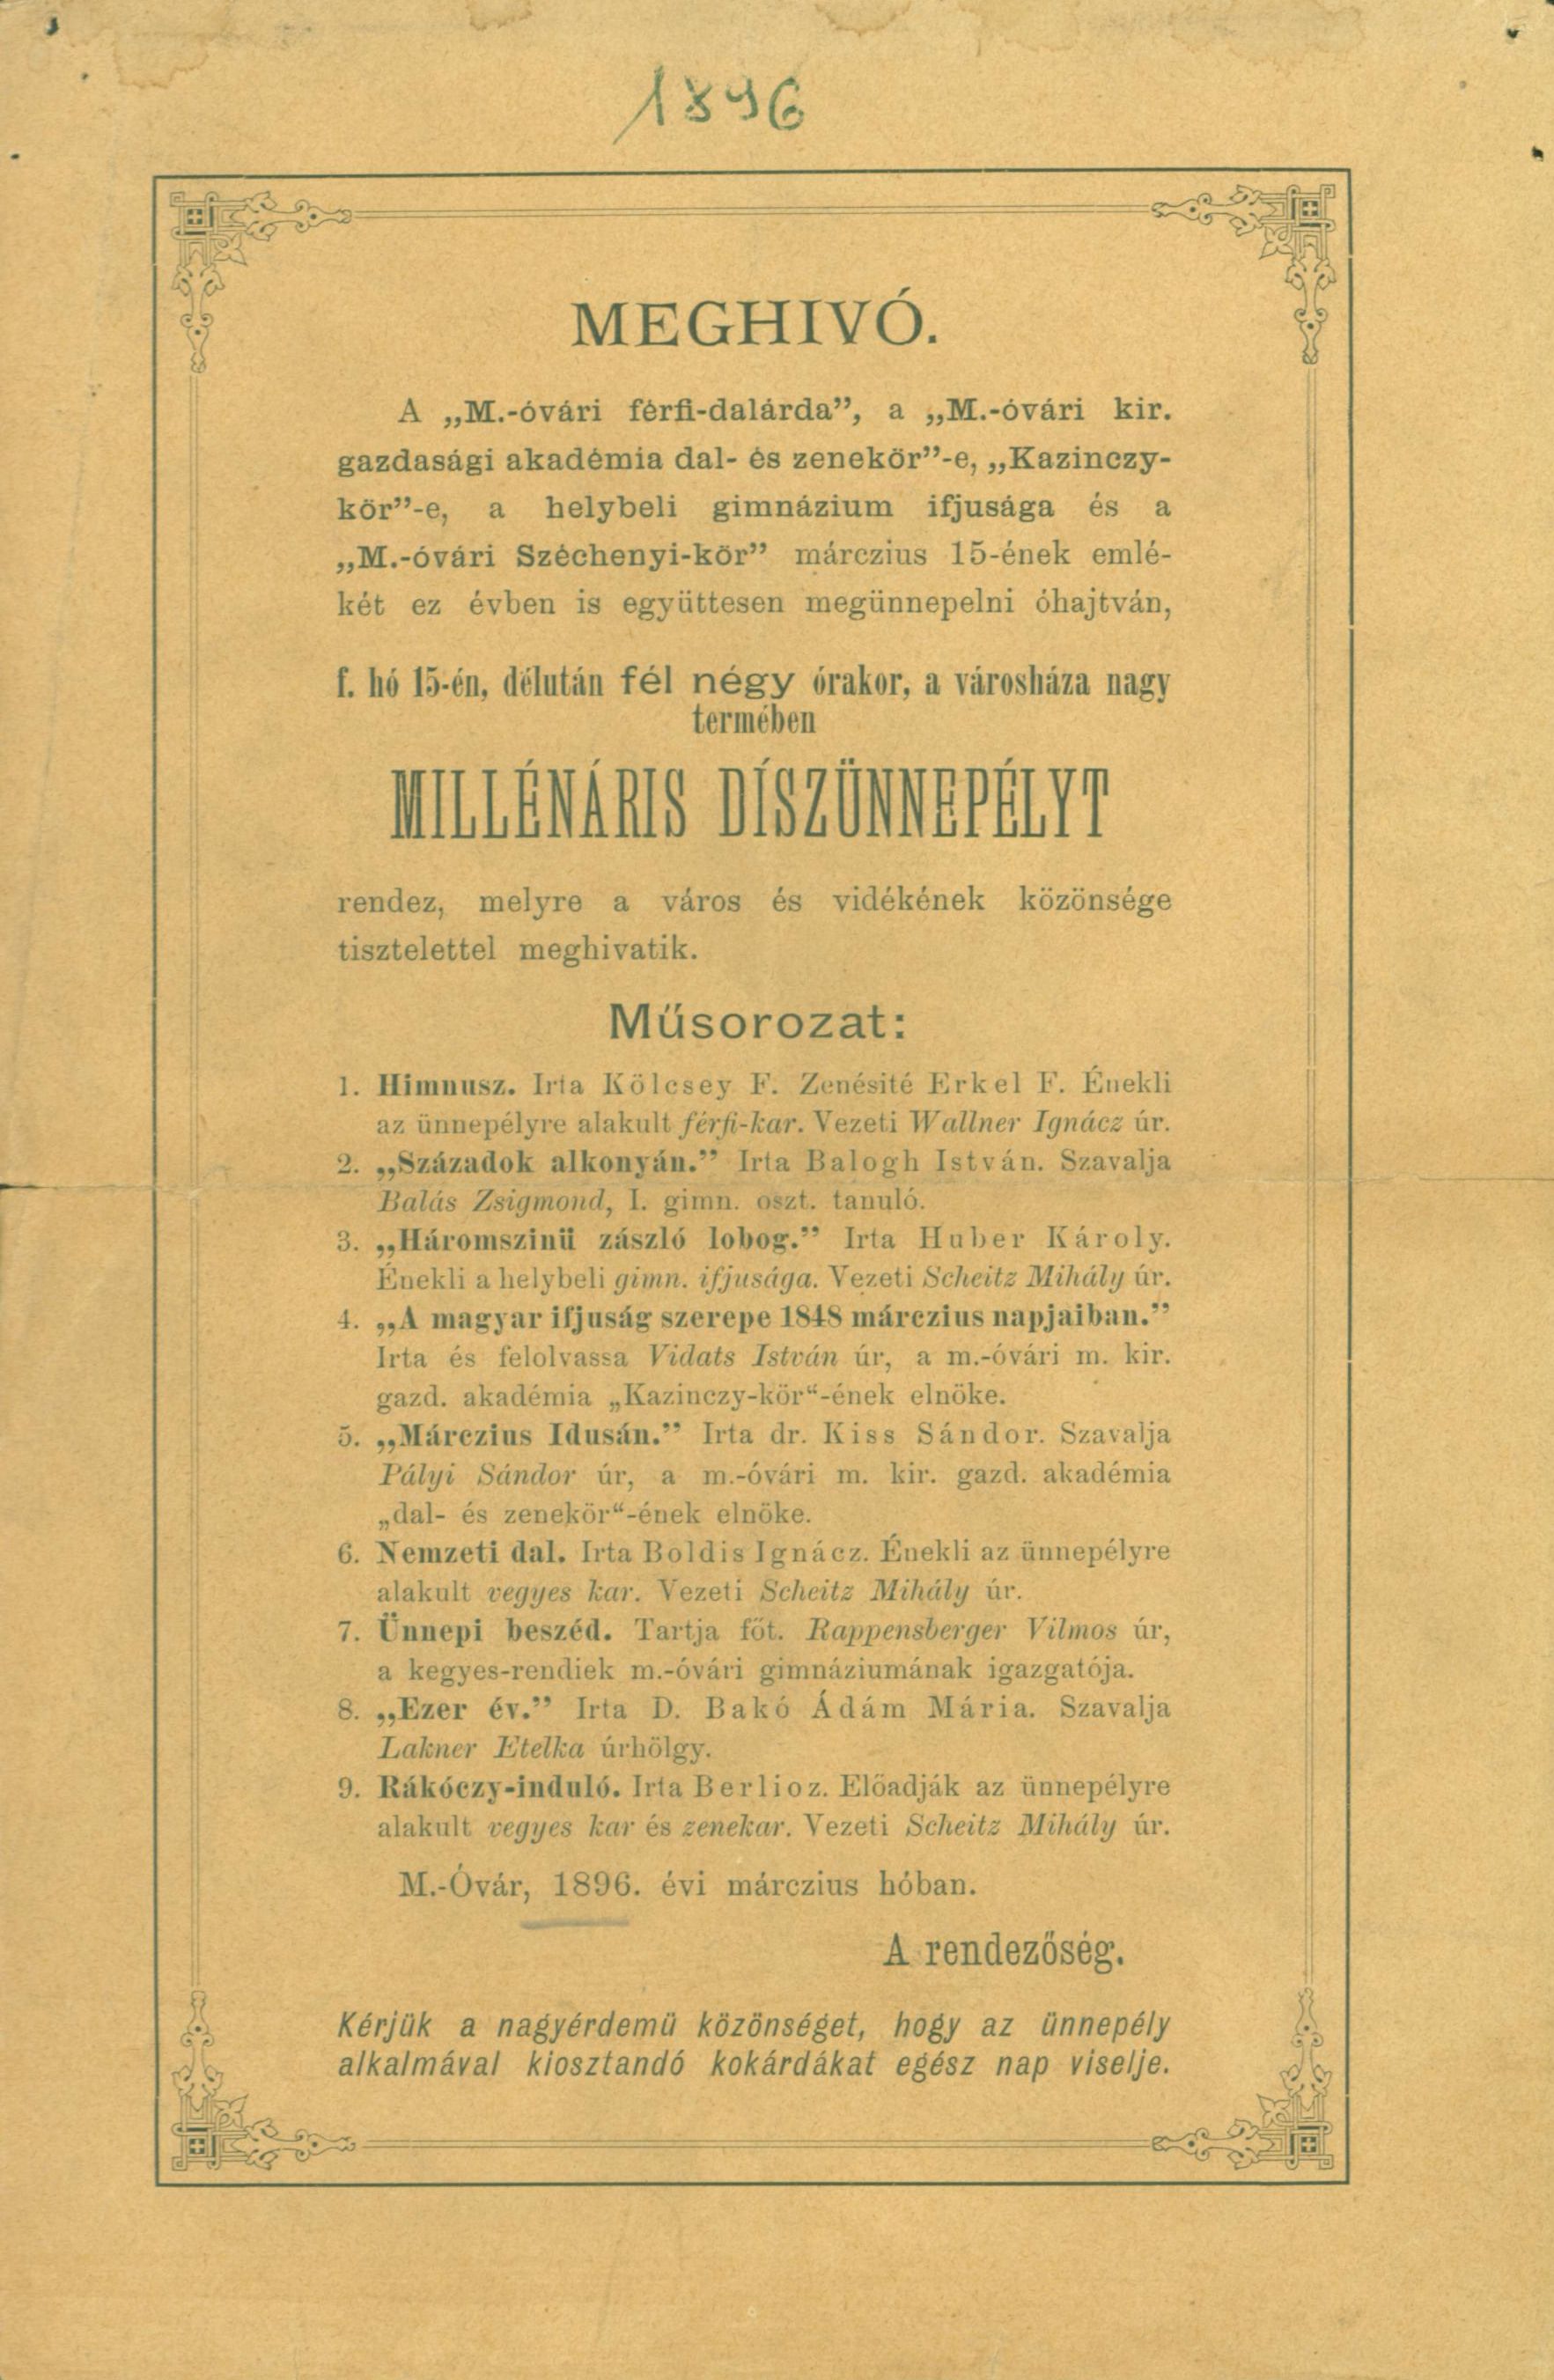 1896
MEGHIVÓ.
A „M.-óvári férfi-dalárda”, a „M.-óvári kir.
gazdasági akadémia dal- és zenekör”-e, „Kazinczy-
kör”-e, a helybeli gimnázium ifjusága és a
„M.-óvári Széchenyi-kör” márczius 15-ének emlé-
két ez évben is együttesen megünnepelni óhajtván,
f. hó 15-én, délután fél négy órakor, a városháza nagy
termében
MILLÉNÁRIS DÍSZÜNNEPÉLYT
rendez, melyre a város és vidékének közönsége
tisztelettel meghivatik.
Műsorozat:
1. Himnusz. Irta Kölcsey F. Zenésité Erkel F. Énekli
az ünnepélyre alakult férfi-kar. Vezeti Wallner Ignácz úr.
2. „Századok alkonyán.” Irta Balogh István. Szavalja
Balás Zsigmond, I. gimn. oszt. tanuló.
3. „Háromszinü zászló lobog.” Irta Huber Károly.
Énekli a helybeli gimn. ifjusága. Vezeti Scheitz Mihály úr.
4. „A magyar ifjuság szerepe 1848 márczius napjaiban.”
Irta és felolvassa Vidats István úr, a m.-óvári m. kir.
gazd. akadémia „Kazinczy-kör“-ének elnöke.
5. „Márczius Idusán.” Irta dr. Kiss Sándor. Szavalja
Pályi Sándor úr, a m.-óvári m. kir. gazd. akadémia
„dal- és zenekör“-ének elnöke.
6. Nemzeti dal. Irta Boldis Ignácz. Énekli az ünnepélyre
alakult vegyes kar. Vezeti Scheitz Mihály úr.
7. Ünnepi beszéd. Tartja főt. Rappensberger Vilmos úr,
a kegyes-rendiek m.-óvári gimnáziumának igazgatója.
8. „Ezer év.” Irta D. Bakó Ádám Mária. Szavalja
Lakner Etelka úrhölgy.
9. Rákóczy-induló. Irta Berlioz. Előadják az ünnepélyre
alakult vegyes kar és zenekar. Vezeti Scheitz Mihály úr.
M.-Óvár, 1896. évi márczius hóban.
A rendezőség.
Kérjük a nagyérdemü közönséget, hogy az ünnepély
alkalmával kiosztandó kokárdákat egész nap viselje.